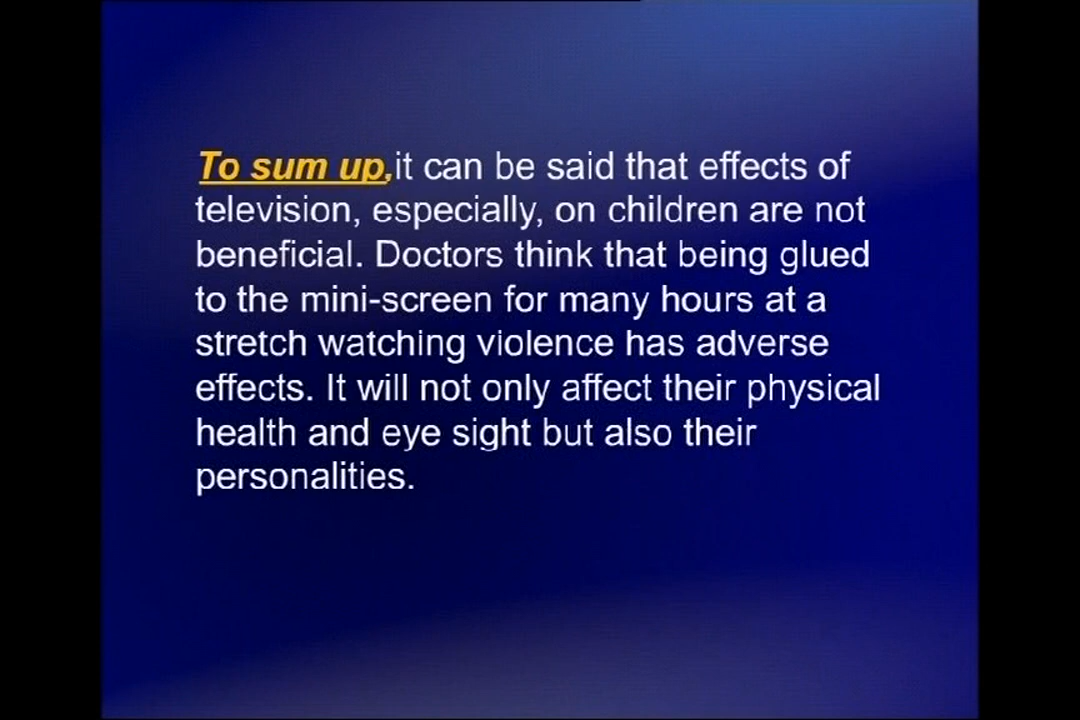 To sum up,it can be said that effects of
television, especially, on children are not
beneficial. Doctors think that being glued
to the mini-screen for many hours at a
stretch watching violence has adverse
effects. It will not only affect their physical
health and eye sight but also their
personalities.